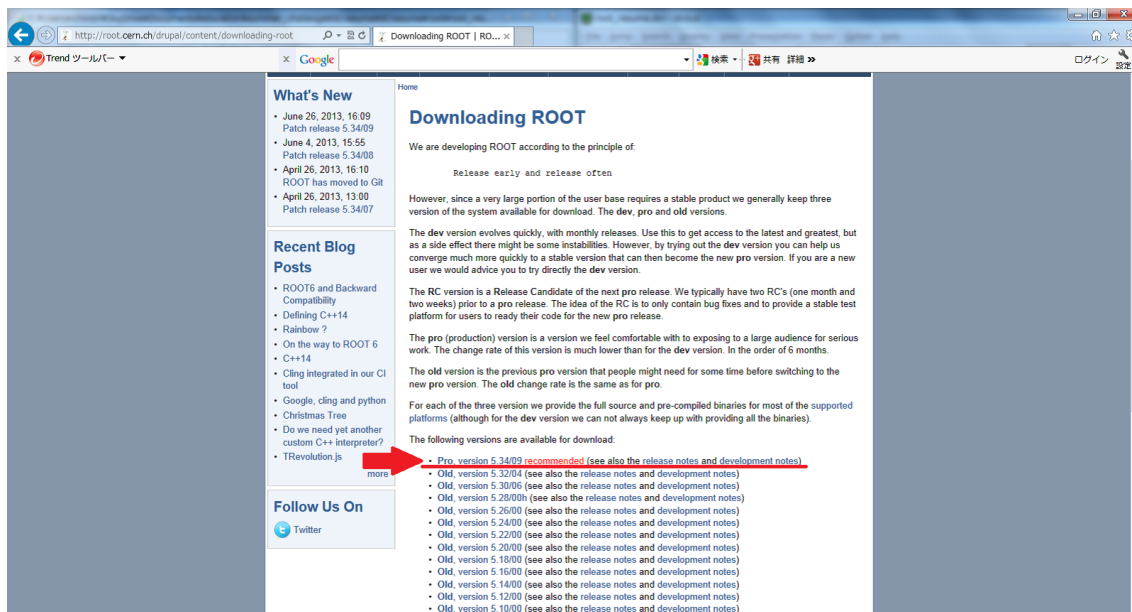 http://root.cern.ch/drupal/content/downloading-root
Downloading ROOT | RO...
x Trend ツールバー ▼
x Google
検索
共有 詳細 »
ログイン
設定
Home
What's New
• June 26, 2013, 16:09
Patch release 5.34/09
• June 4, 2013, 15:55
Patch release 5.34/08
• April 26, 2013, 16:10
ROOT has moved to Git
• April 26, 2013, 13:00
Patch release 5.34/07
Recent Blog
Posts
• ROOT6 and Backward
Compatibility
• Defining C++14
• Rainbow ?
• On the way to ROOT 6
• C++14
• Cling integrated in our CI
tool
• Google, cling and python
• Christmas Tree
• Do we need yet another
custom C++ interpreter?
• TRevolution.js
more
Follow Us On
Twitter
Downloading ROOT
We are developing ROOT according to the principle of:
Release early and release often
However, since a very large portion of the user base requires a stable product we generally keep three
version of the system available for download. The dev, pro and old versions.
The dev version evolves quickly, with monthly releases. Use this to get access to the latest and greatest, but
as a side effect there might be some instabilities. However, by trying out the dev version you can help us
converge much more quickly to a stable version that can then become the new pro version. If you are a new
user we would advice you to try directly the dev version.
The RC version is a Release Candidate of the next pro release. We typically have two RC's (one month and
two weeks) prior to a pro release. The idea of the RC is to only contain bug fixes and to provide a stable test
platform for users to ready their code for the new pro release.
The pro (production) version is a version we feel comfortable with to exposing to a large audience for serious
work. The change rate of this version is much lower than for the dev version. In the order of 6 months.
The old version is the previous pro version that people might need for some time before switching to the
new pro version. The old change rate is the same as for pro.
For each of the three version we provide the full source and pre-compiled binaries for most of the supported
platforms (although for the dev version we can not always keep up with providing all the binaries).
The following versions are available for download:
• Pro, version 5.34/09 recommended (see also the release notes and development notes)
• Old, version 5.32/04 (see also the release notes and development notes)
• Old, version 5.30/06 (see also the release notes and development notes)
• Old, version 5.28/00h (see also the release notes and development notes)
• Old, version 5.26/00 (see also the release notes and development notes)
• Old, version 5.24/00 (see also the release notes and development notes)
• Old, version 5.22/00 (see also the release notes and development notes)
• Old, version 5.20/00 (see also the release notes and development notes)
• Old, version 5.18/00 (see also the release notes and development notes)
• Old, version 5.16/00 (see also the release notes and development notes)
• Old, version 5.14/00 (see also the release notes and development notes)
• Old, version 5.12/00 (see also the release notes and development notes)
• Old, version 5.10/00 (see also the release notes and development notes)